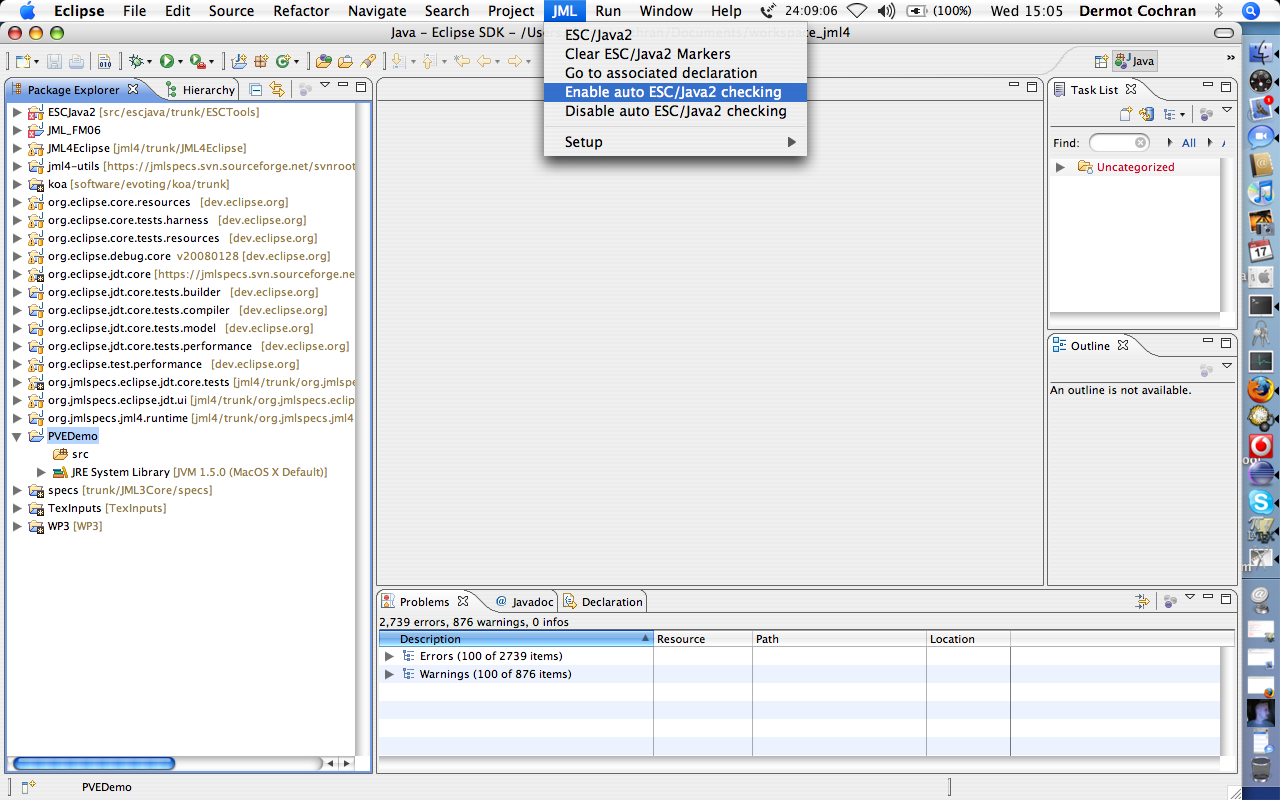 Eclipse File Edit Source Refactor Navigate Search Project JML Run Window Help 24:09:06 (100%) Wed 15:05 Dermot Cochran
Java - Eclipse SDK - /Users/ cochran/Documents/workspace_jml4
ESC/Java2
Clear ESC/Java2 Markers
Go to associated declaration
Enable auto ESC/Java2 checking
Disable auto ESC/Java2 checking
Setup
010
Java
»
Package Explorer
Hierarchy
ESCJava2 [src/escjava/trunk/ESCTools]
JML_FM06
JML4Eclipse [jml4/trunk/JML4Eclipse]
jml4-utils [https://jmlspecs.svn.sourceforge.net/svnroot
koa [software/evoting/koa/trunk]
org.eclipse.core.resources [dev.eclipse.org]
org.eclipse.core.tests.harness [dev.eclipse.org]
org.eclipse.core.tests.resources [dev.eclipse.org]
org.eclipse.debug.core v20080128 [dev.eclipse.org]
org.eclipse.jdt.core [https://jmlspecs.svn.sourceforge.ne
org.eclipse.jdt.core.tests.builder [dev.eclipse.org]
org.eclipse.jdt.core.tests.compiler [dev.eclipse.org]
org.eclipse.jdt.core.tests.model [dev.eclipse.org]
org.eclipse.jdt.core.tests.performance [dev.eclipse.org]
org.eclipse.test.performance [dev.eclipse.org]
org.jmlspecs.eclipse.jdt.core.tests [jml4/trunk/org.jmlspe
org.jmlspecs.eclipse.jdt.ui [jml4/trunk/org.jmlspecs.eclip
org.jmlspecs.jml4.runtime [jml4/trunk/org.jmlspecs.jml4
PVEDemo
src
JRE System Library [JVM 1.5.0 (MacOS X Default)]
specs [trunk/JML3Core/specs]
TexInputs [TexInputs]
WP3 [WP3]
Task List
Find: All
Uncategorized
Outline
An outline is not available.
Problems
@ Javadoc
Declaration
2,739 errors, 876 warnings, 0 infos
Description Resource Path Location
Errors (100 of 2739 items)
Warnings (100 of 876 items)
PVEDemo
17